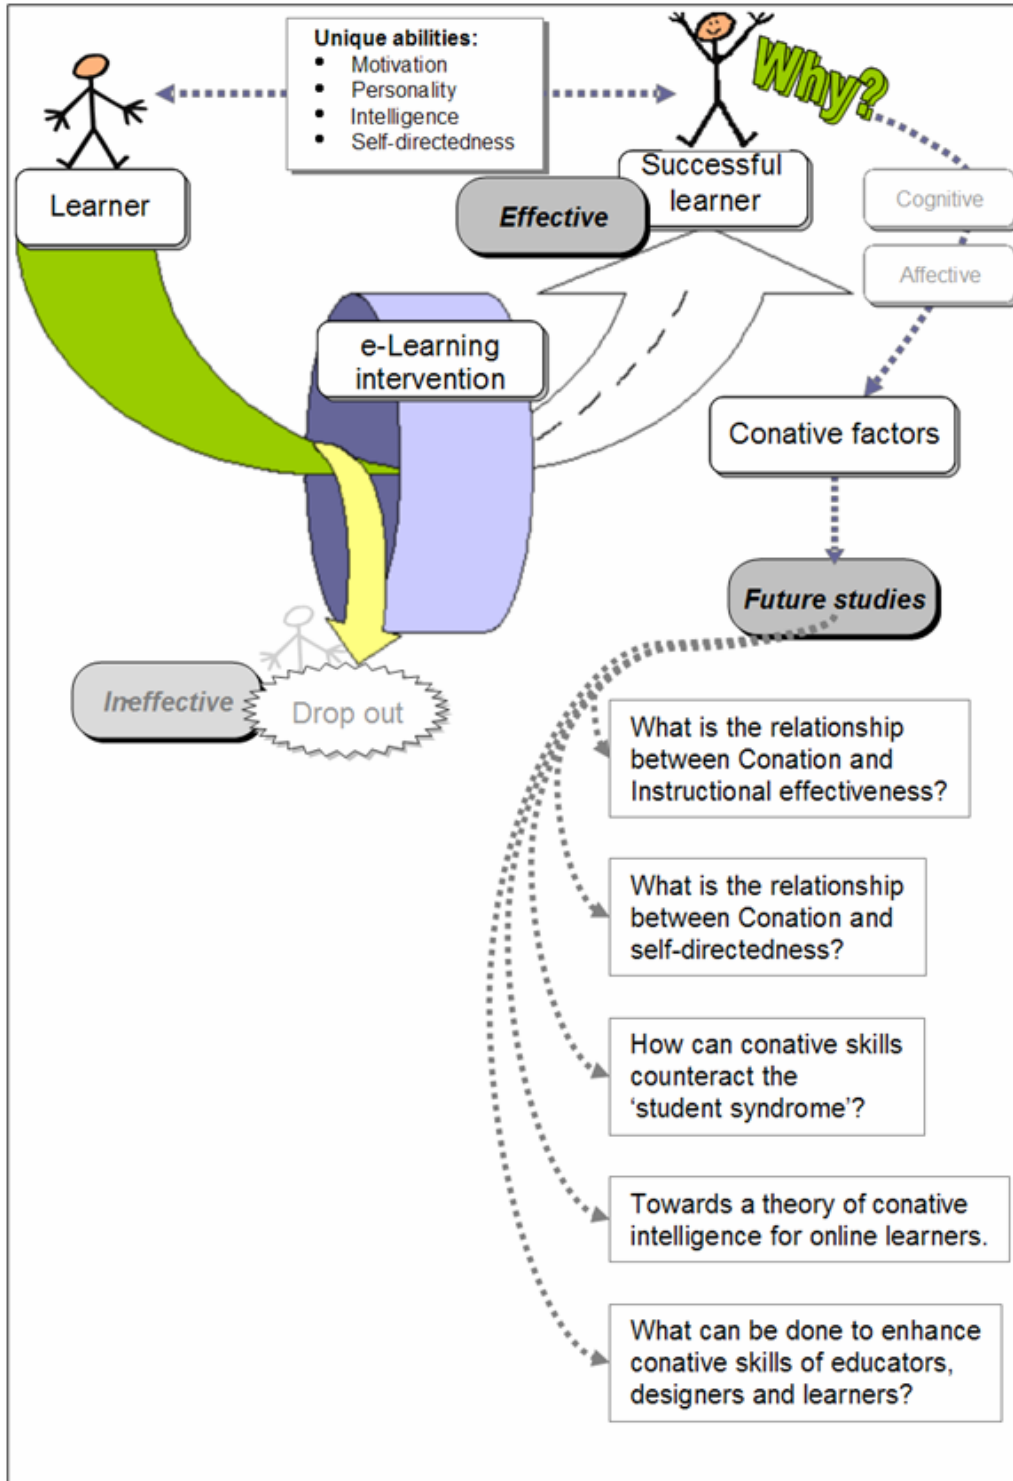 Unique abilities:
• Motivation
• Personality
• Intelligence
• Self-directedness
Why?
Learner
Successful
learner
Effective
Cognitive
Affective
e-Learning
intervention
Conative factors
Future studies
Ineffective
Drop out
What is the relationship
between Conation and
Instructional effectiveness?
What is the relationship
between Conation and
self-directedness?
How can conative skills
counteract the
‘student syndrome’?
Towards a theory of conative
intelligence for online learners.
What can be done to enhance
conative skills of educators,
designers and learners?